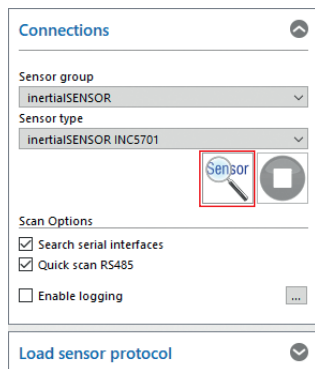 Connections
Sensor group
inertialSENSOR
Sensor type
inertialSENSOR INC5701
Sensor
Scan Options
Search serial interfaces
Quick scan RS485
Enable logging
...
Load sensor protocol